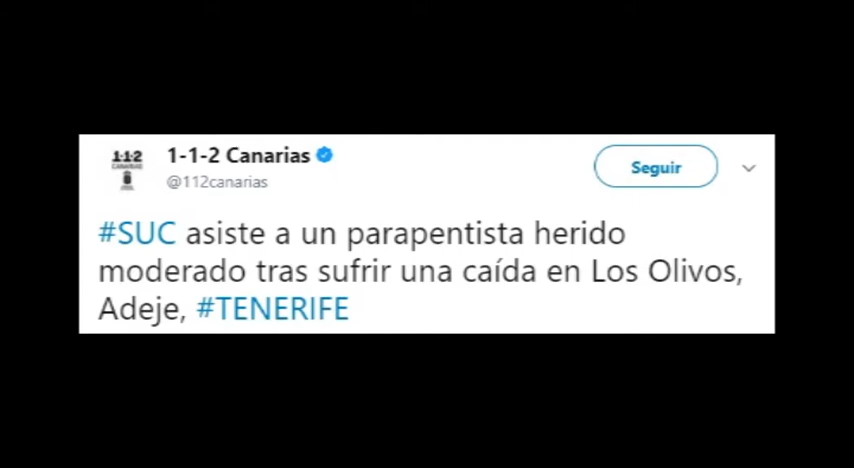 1-1-2
CANARIAS
1-1-2 Canarias
@112canarias
Seguir
#SUC asiste a un parapentista herido
moderado tras sufrir una caída en Los Olivos,
Adeje, #TENERIFE